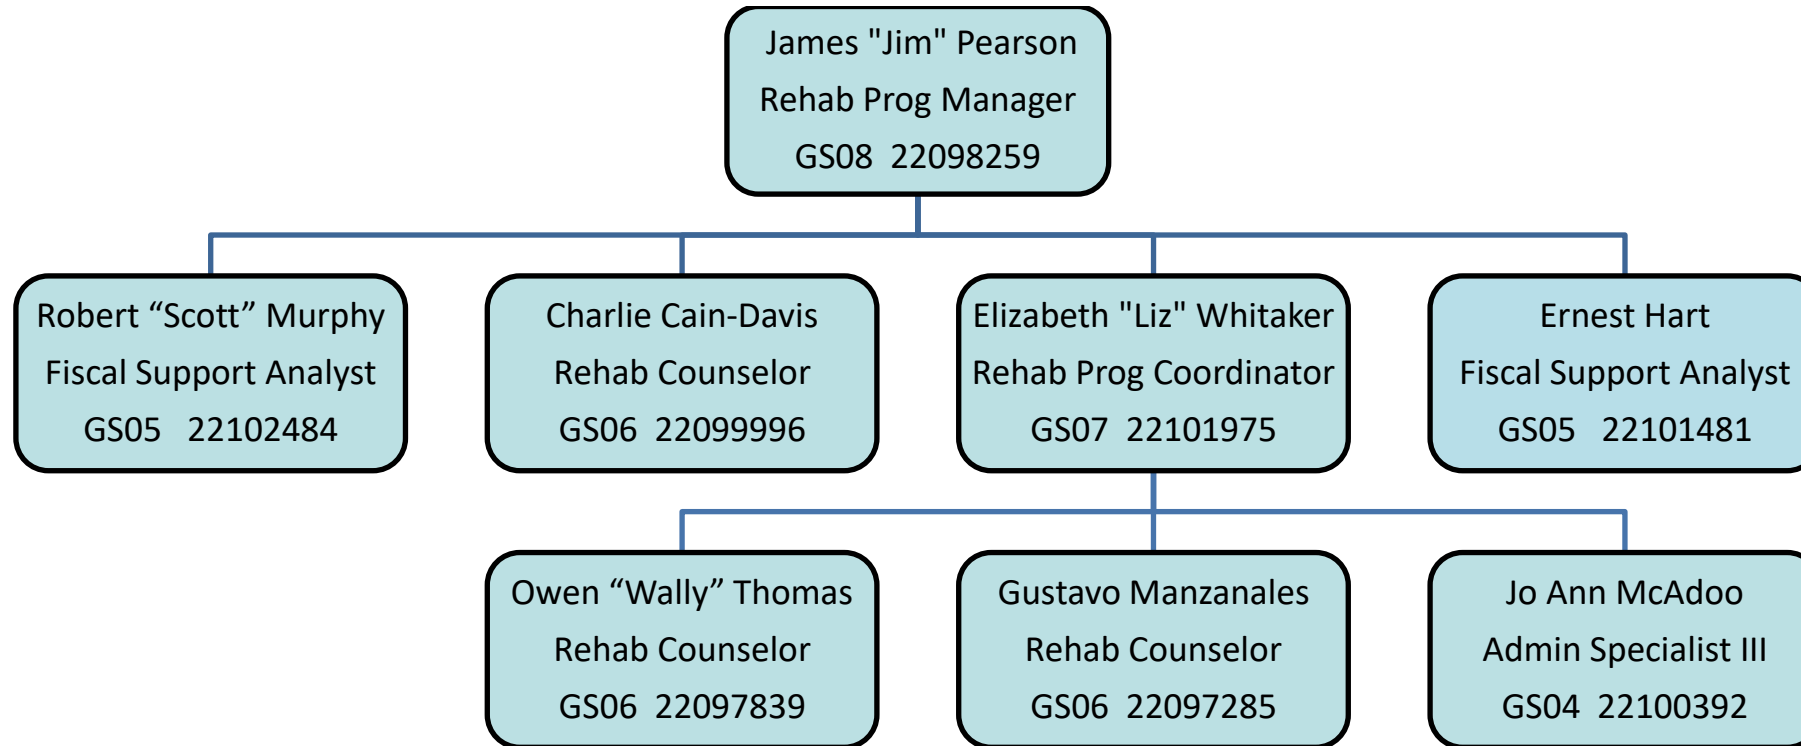 James "Jim" Pearson
Rehab Prog Manager
GS08  22098259
Robert “Scott” Murphy
Fiscal Support Analyst
GS05   22102484
Charlie Cain-Davis
Rehab Counselor
GS06  22099996
Elizabeth "Liz" Whitaker
Rehab Prog Coordinator
GS07  22101975
Ernest Hart
Fiscal Support Analyst
GS05   22101481
Owen “Wally” Thomas
Rehab Counselor
GS06  22097839
Gustavo Manzanales
Rehab Counselor
GS06  22097285
Jo Ann McAdoo
Admin Specialist III
GS04  22100392